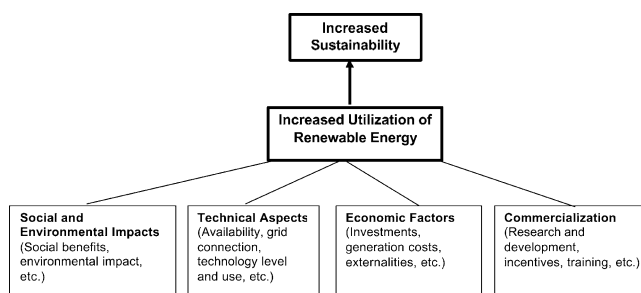 Increased
Sustainability
Increased Utilization of
Renewable Energy
Social and
Environmental Impacts
(Social benefits,
environmental impact,
etc.)
Technical Aspects
(Availability, grid
connection,
technology level
and use, etc.)
Economic Factors
(Investments,
generation costs,
externalities, etc.)
Commercialization
(Research and
development,
incentives, training, etc.)